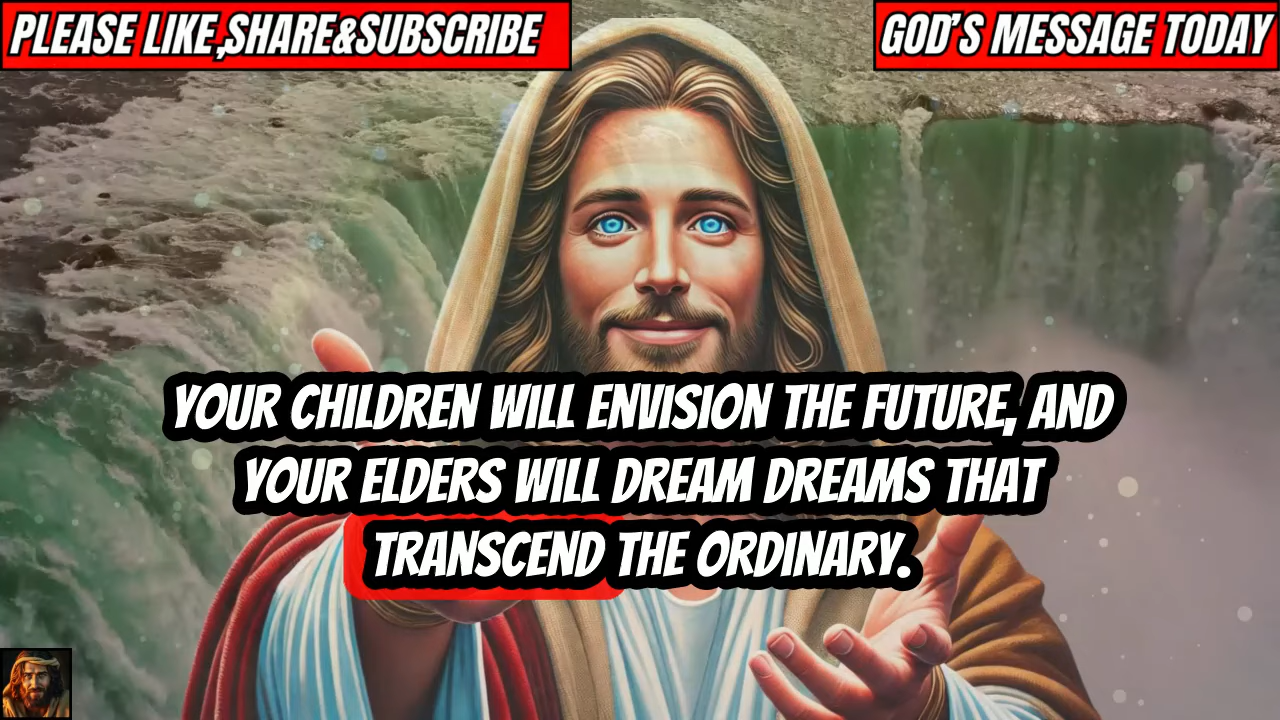 PLEASE LIKE,SHARE&SUBSCRIBE
GOD'S MESSAGE TODAY
YOUR CHILDREN WILL ENVISION THE FUTURE, AND
YOUR ELDERS WILL DREAM DREAMS THAT
TRANSCEND THE ORDINARY.